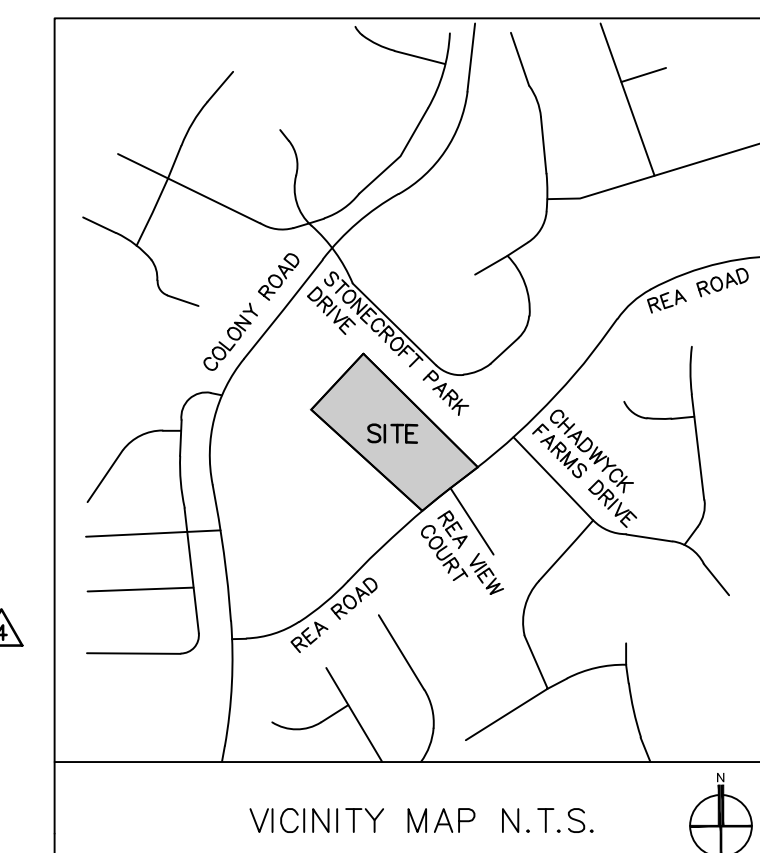 COLONY ROAD
STONECROFT PARK
DRIVE
REA ROAD
SITE
CHADWYCK
FARMS DRIVE
REA VIEW
COURT
REA ROAD
4
VICINITY MAP N.T.S.
N